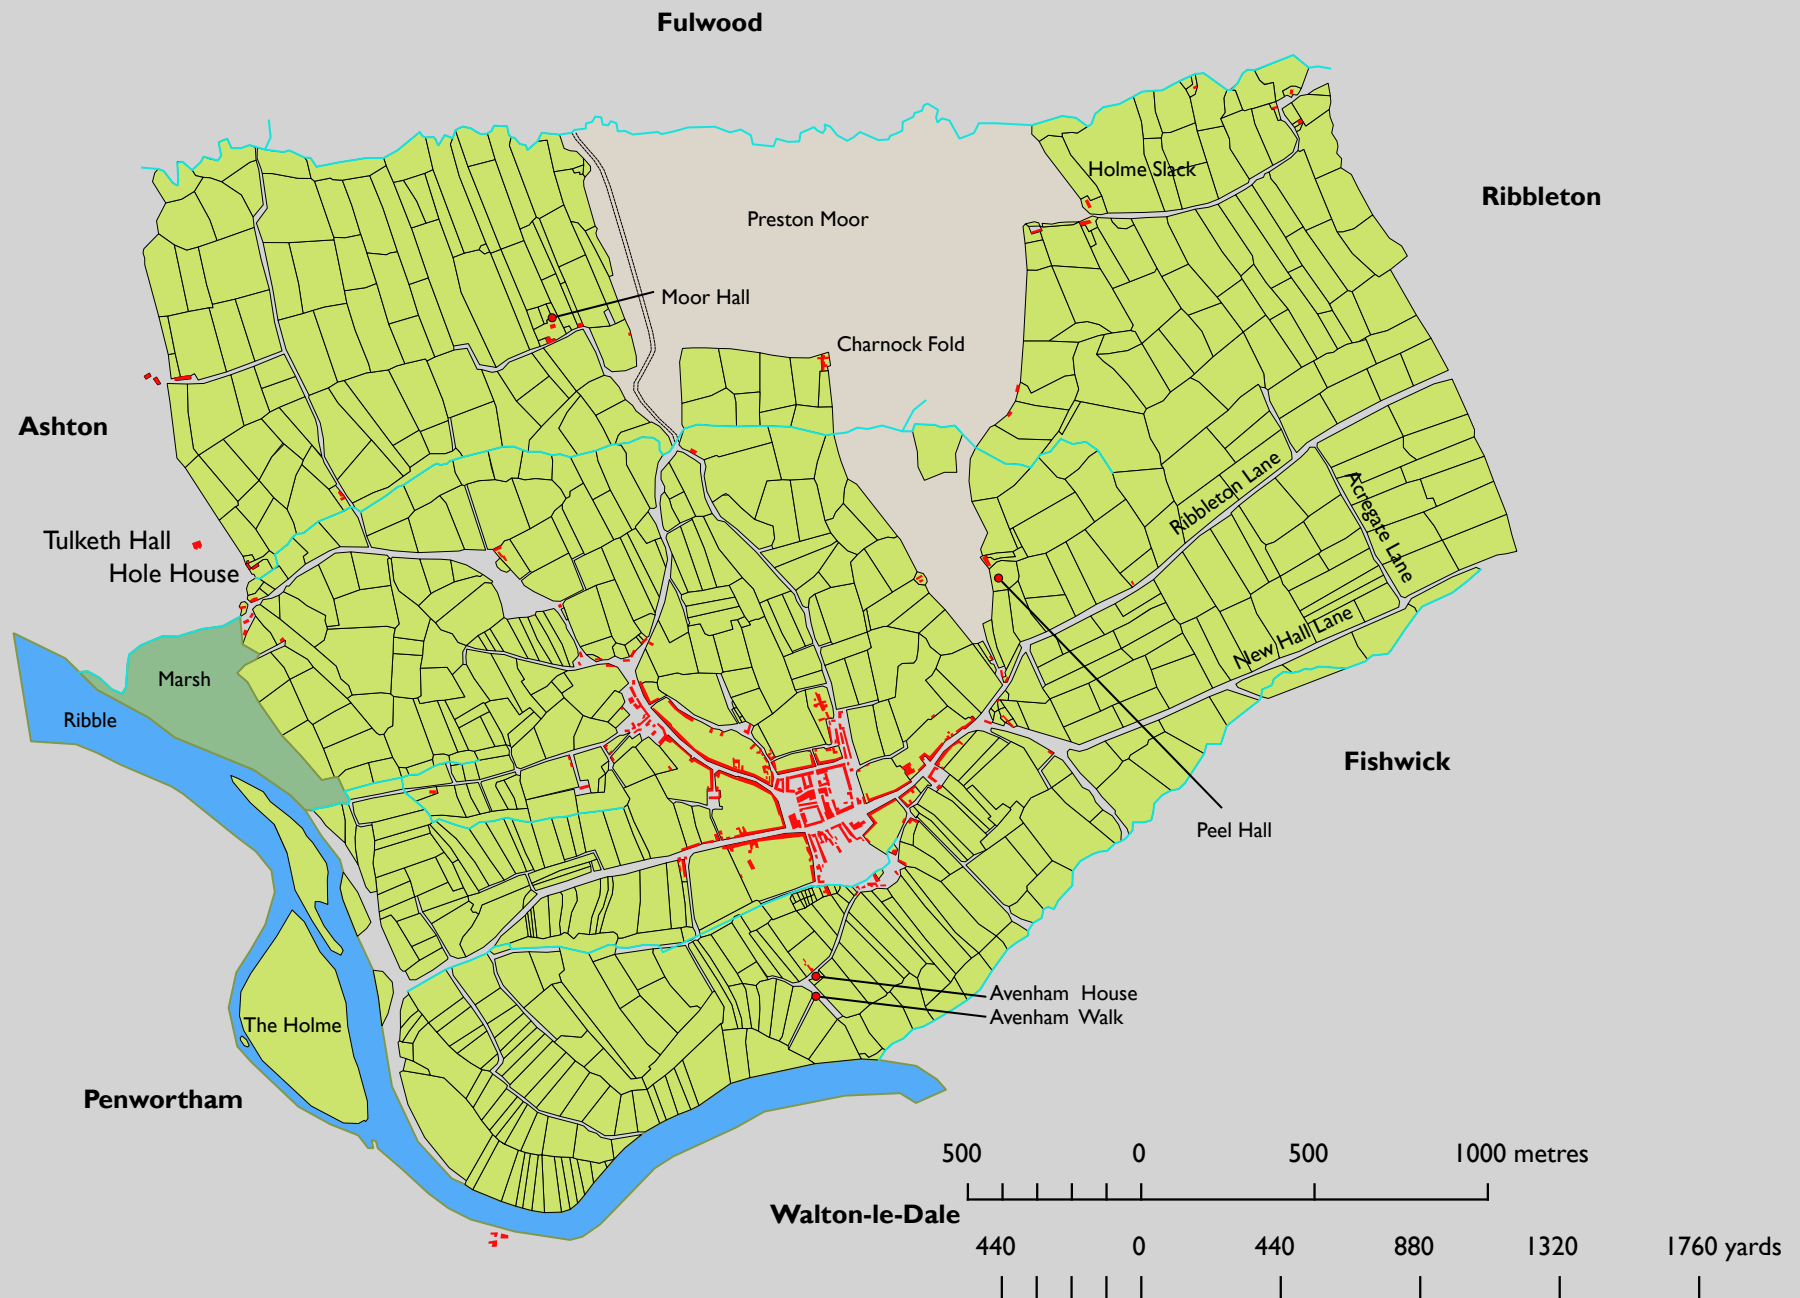 Fulwood
Holme Slack
Ribbleton
Preston Moor
Moor Hall
Charnock Fold
Ashton
Ribbleton Lane
Acregate Lane
Tulketh Hall
Hole House
New Hall Lane
Marsh
Ribble
Fishwick
Peel Hall
Avenham House
Avenham Walk
The Holme
Penwortham
500 0 500 1000 metres
Walton-le-Dale
440 0 440 880 1320 1760 yards